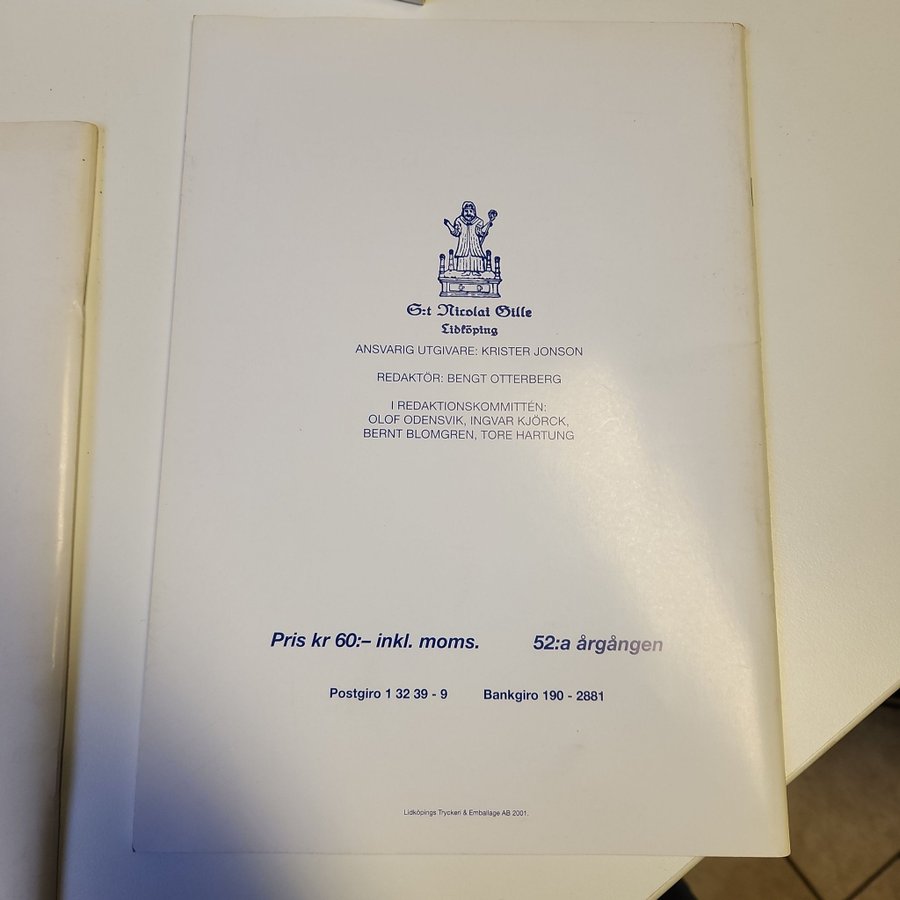 S:t Nicolai Gille
Lidköping
ANSVARIG UTGIVARE: KRISTER JONSON
REDAKTÖR: BENGT OTTERBERG
I REDAKTIONSKOMMITTÉN:
OLOF ODENSVIK, INGVAR KJÖRCK,
BERNT BLOMGREN, TORE HARTUNG
Pris kr 60:– inkl. moms. 52:a årgången
Postgiro 1 32 39 - 9 Bankgiro 190 - 2881
Lidköpings Tryckeri & Emballage AB 2001.